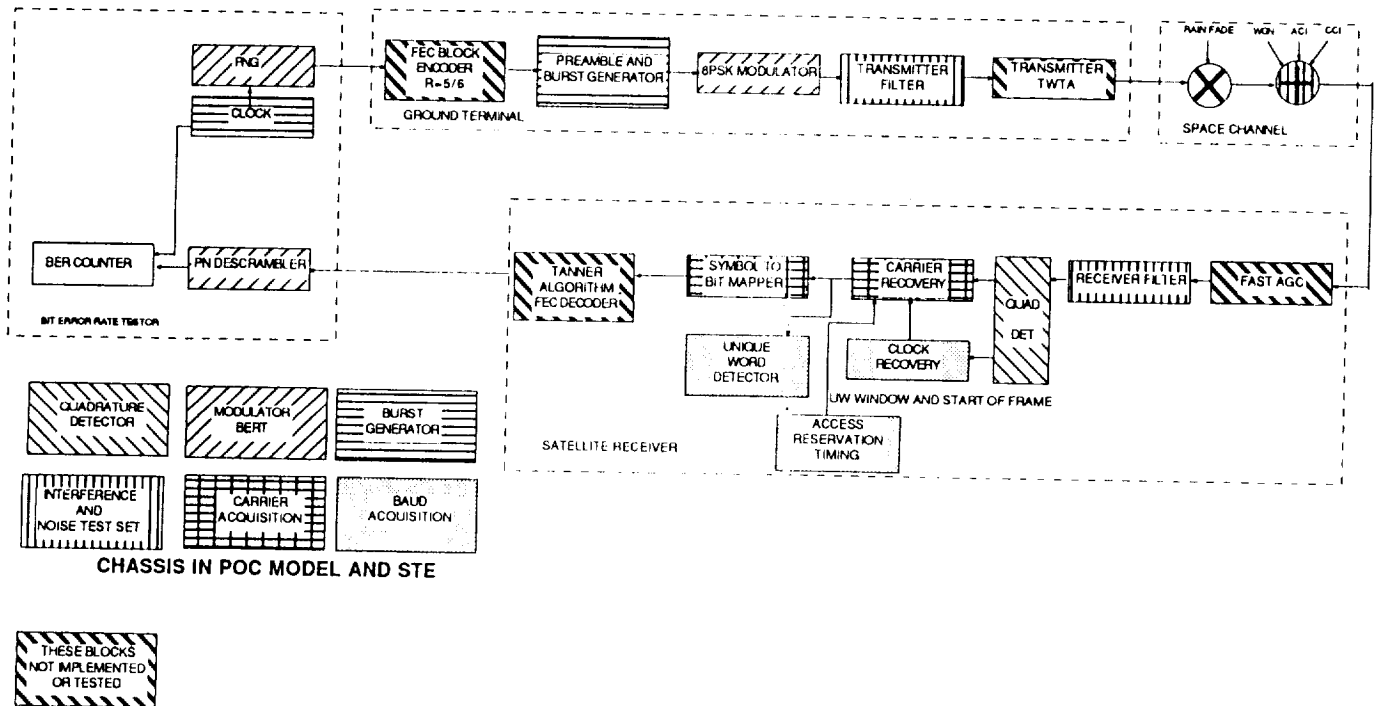 PNG
CLOCK
BER COUNTER
PN DESCRAMBLER
BIT ERROR RATE TESTOR
FEC BLOCK
ENCODER
R=5/6
PREAMBLE AND
BURST GENERATOR
8PSK MODULATOR
TRANSMITTER
FILTER
TRANSMITTER
TWTA
GROUND TERMINAL
RAIN FADE
WGN
ACI
CCI
SPACE CHANNEL
TANNER
ALGORITHM
FEC DECODER
SYMBOL TO
BIT MAPPER
CARRIER
RECOVERY
QUAD
DET
RECEIVER FILTER
FAST AGC
UNIQUE
WORD
DETECTOR
CLOCK
RECOVERY
UW WINDOW AND START OF FRAME
ACCESS
RESERVATION
TIMING
SATELLITE RECEIVER
QUADRATURE
DETECTOR
MODULATOR
BERT
BURST
GENERATOR
INTERFERENCE
AND
NOISE TEST SET
CARRIER
ACQUISITION
BAUD
ACQUISITION
CHASSIS IN POC MODEL AND STE
THESE BLOCKS
NOT IMPLEMENTED
OR TESTED